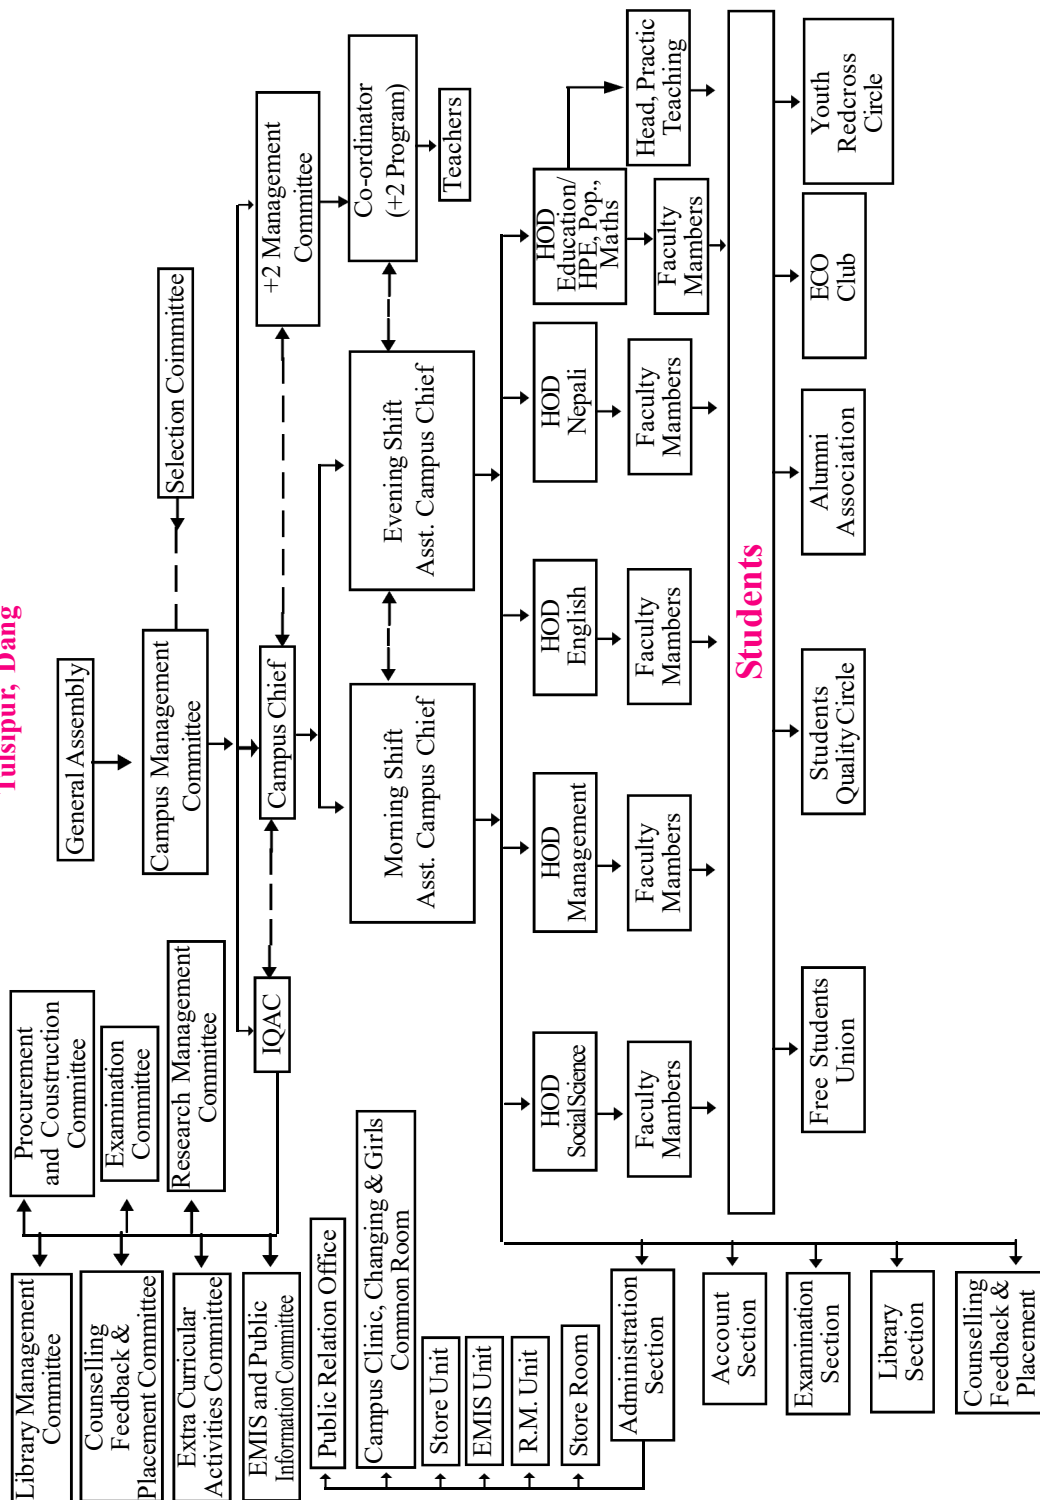 Tulsipur, Dang
General Assembly
Selection Coimmittee
Campus Management
Committee
Procurement
and Coustruction
Committee
Examination
Committee
Research Management
Committee
Library Management
Committee
Counselling
Feedback &
Placement Committee
Extra Curricular
Activities Committee
EMIS and Public
Information Committee
IQAC
Campus Chief
+2 Management
Committee
Co-ordinator
(+2 Program)
Teachers
Morning Shift
Asst. Campus Chief
Evening Shift
Asst. Campus Chief
Public Relation Office
Campus Clinic, Changing & Girls
Common Room
Store Unit
EMIS Unit
R.M. Unit
Store Room
Administration
Section
Account
Section
Examination
Section
Library
Section
Counselling
Feedback &
Placement
HOD
Social Science
HOD
Management
HOD
English
HOD
Nepali
HOD
Education/
HPE, Pop.,
Maths
Head, Practic
Teaching
Faculty
Mambers
Faculty
Mambers
Faculty
Mambers
Faculty
Mambers
Faculty
Mambers
Students
Free Students
Union
Students
Quality Circle
Alumni
Association
ECO
Club
Youth
Redcross
Circle